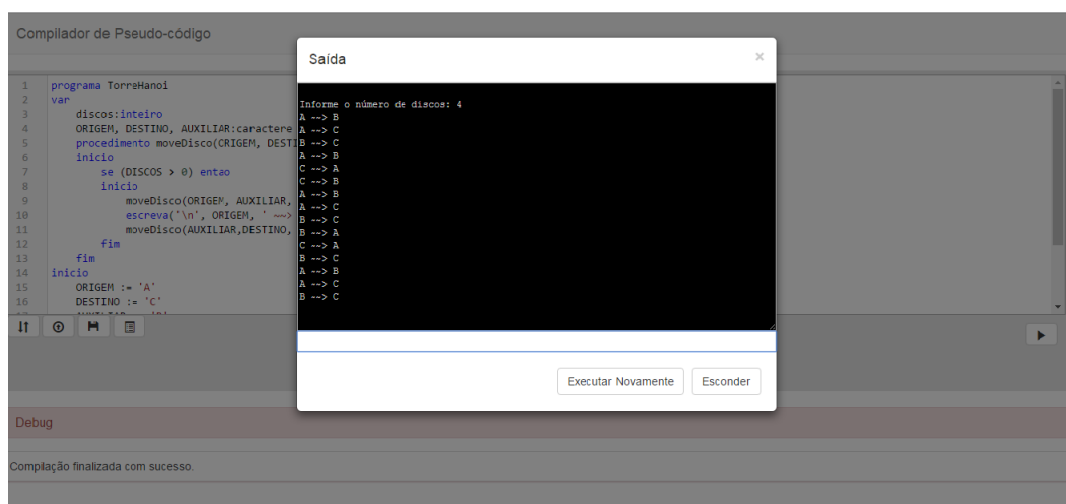 Compilador de Pseudo-código
Saída
×
1 programa TorreHanoi
2 var
3 discos:inteiro
4 ORIGEM, DESTINO, AUXILIAR:caractere
5 procedimento moveDisco(ORIGEM, DESTI
6 inicio
7 se (DISCOS > 0) entao
8 inicio
9 moveDisco(ORIGEM, AUXILIAR,
10 escreva('\n', ORIGEM, ' ~~>
11 moveDisco(AUXILIAR,DESTINO,
12 fim
13 fim
14 inicio
15 ORIGEM := 'A'
16 DESTINO := 'C'
Informe o número de discos: 4
A ~~> B
A ~~> C
B ~~> C
A ~~> B
C ~~> A
C ~~> B
A ~~> B
A ~~> C
B ~~> C
B ~~> A
C ~~> A
B ~~> C
A ~~> B
A ~~> C
B ~~> C
Executar Novamente
Esconder
Debug
Compilação finalizada com sucesso.